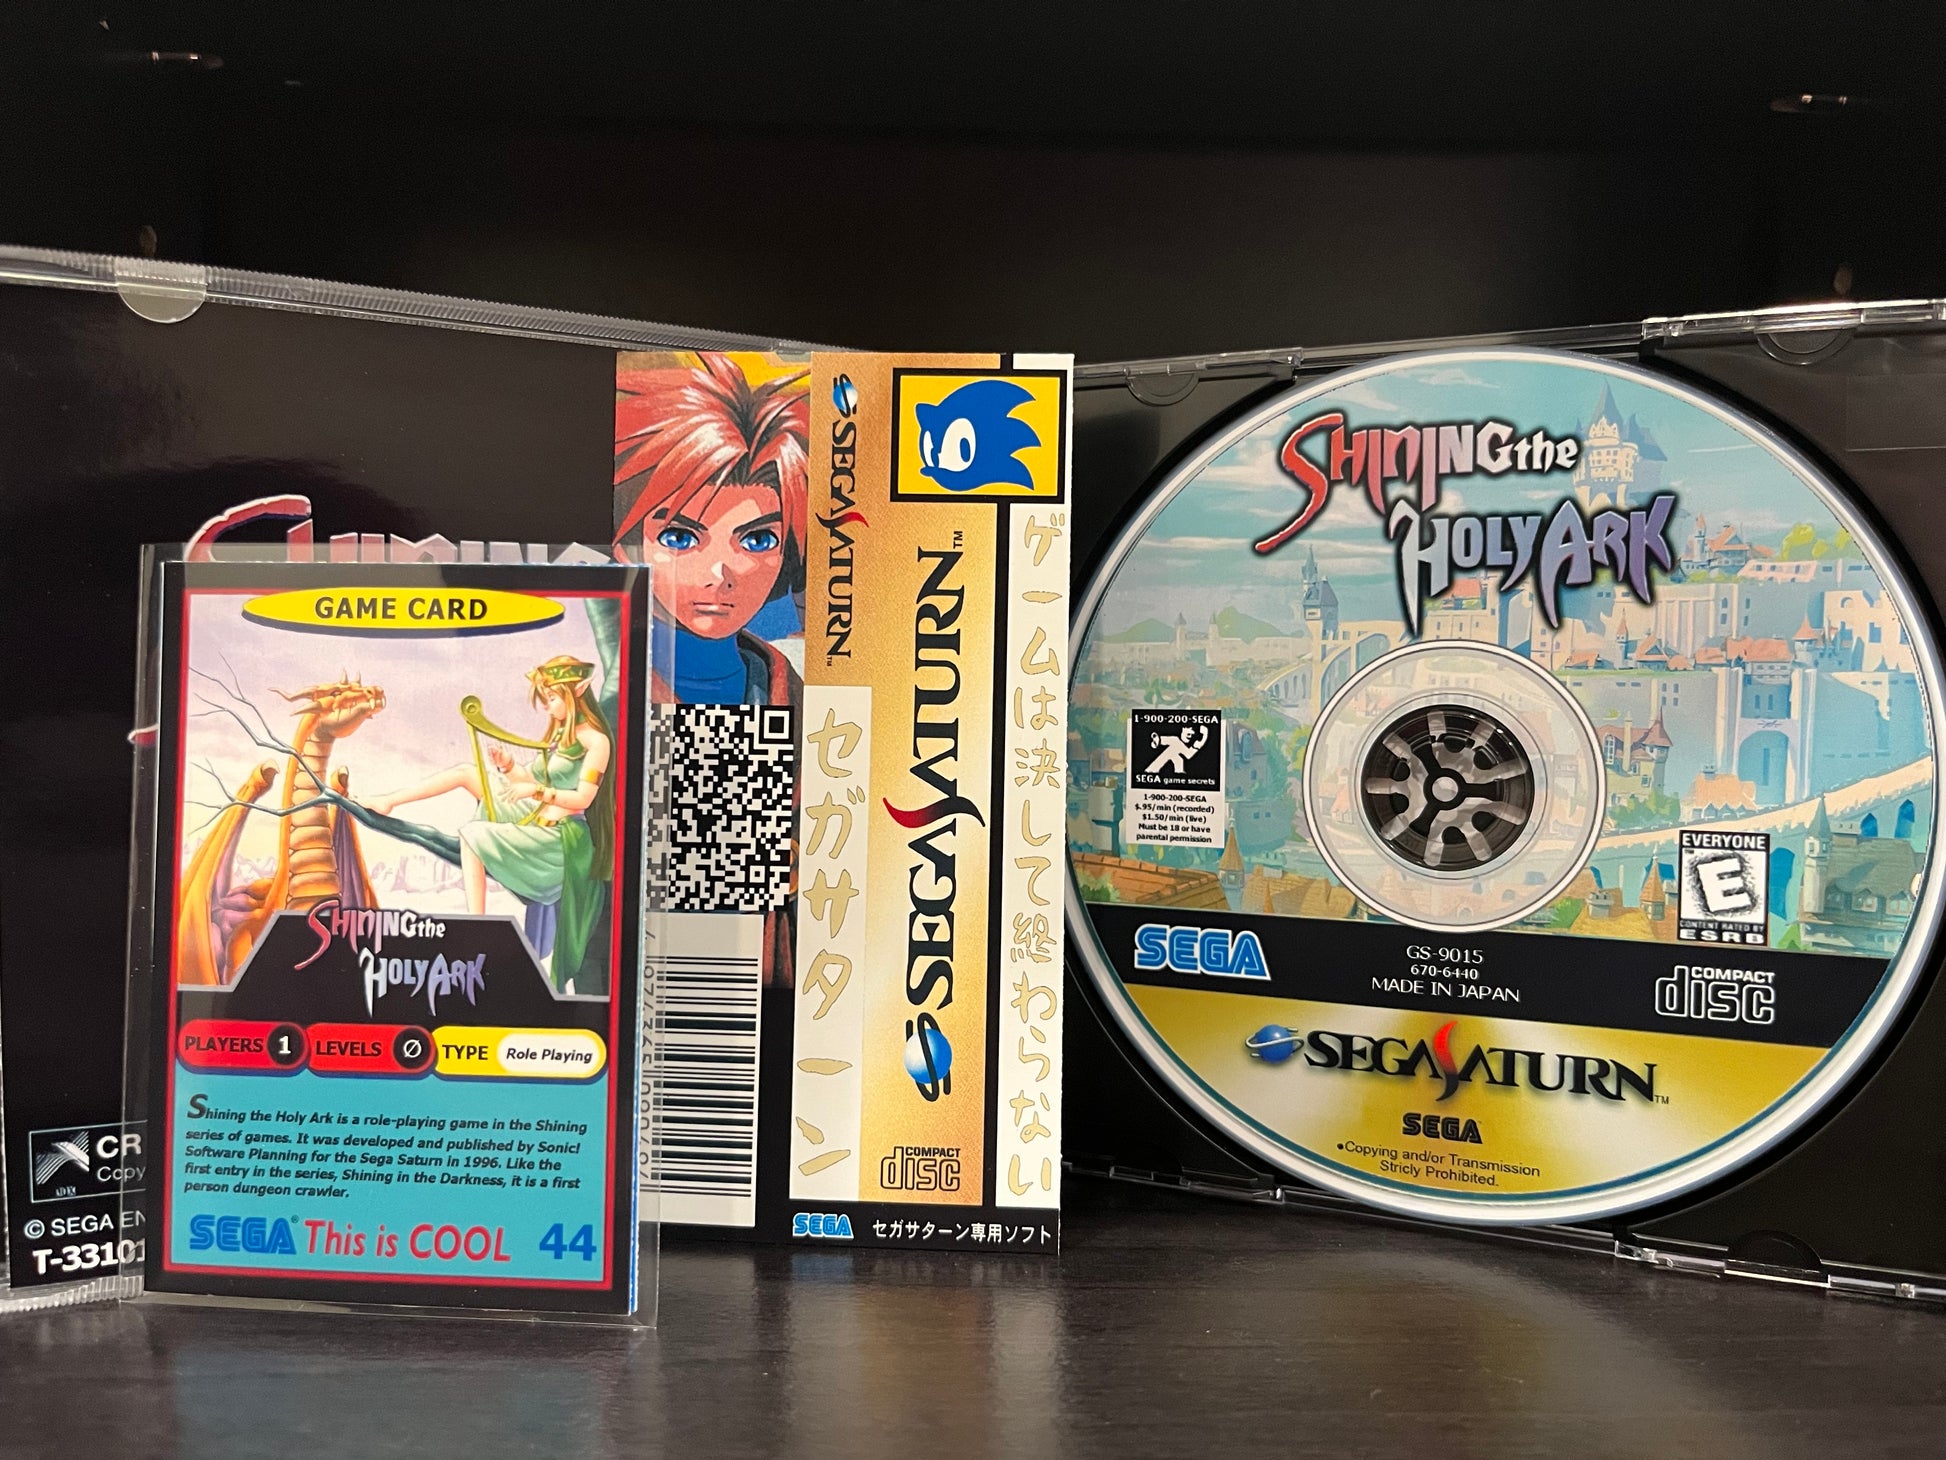 GAME CARD
SHINING the
HOLY ARK
PLAYERS 1 LEVELS Ø TYPE Role Playing
Shining the Holy Ark is a role-playing game in the Shining
series of games. It was developed and published by Sonic!
Software Planning for the Sega Saturn in 1996. Like the
first entry in the series, Shining in the Darkness, it is a first
person dungeon crawler.
SEGA® This is COOL 44
CR
Copy
© SEGA EN
T-33101
SEGA SATURN™
セガサターン
SEGA SATURN™
COMPACT
disc
ゲームは決して終わらない
SEGA セガサターン専用ソフト
SHINING the
HOLY ARK
1-900-200-SEGA
SEGA game secrets
1-900-200-SEGA
$.95/min (recorded)
$1.50/min (live)
Must be 18 or have
parental permission
EVERYONE
E
CONTENT RATED BY
ESRB
SEGA
GS-9015
670-6440
MADE IN JAPAN
COMPACT
disc
SEGA SATURN™
SEGA
•Copying and/or Transmission
Stricly Prohibited.